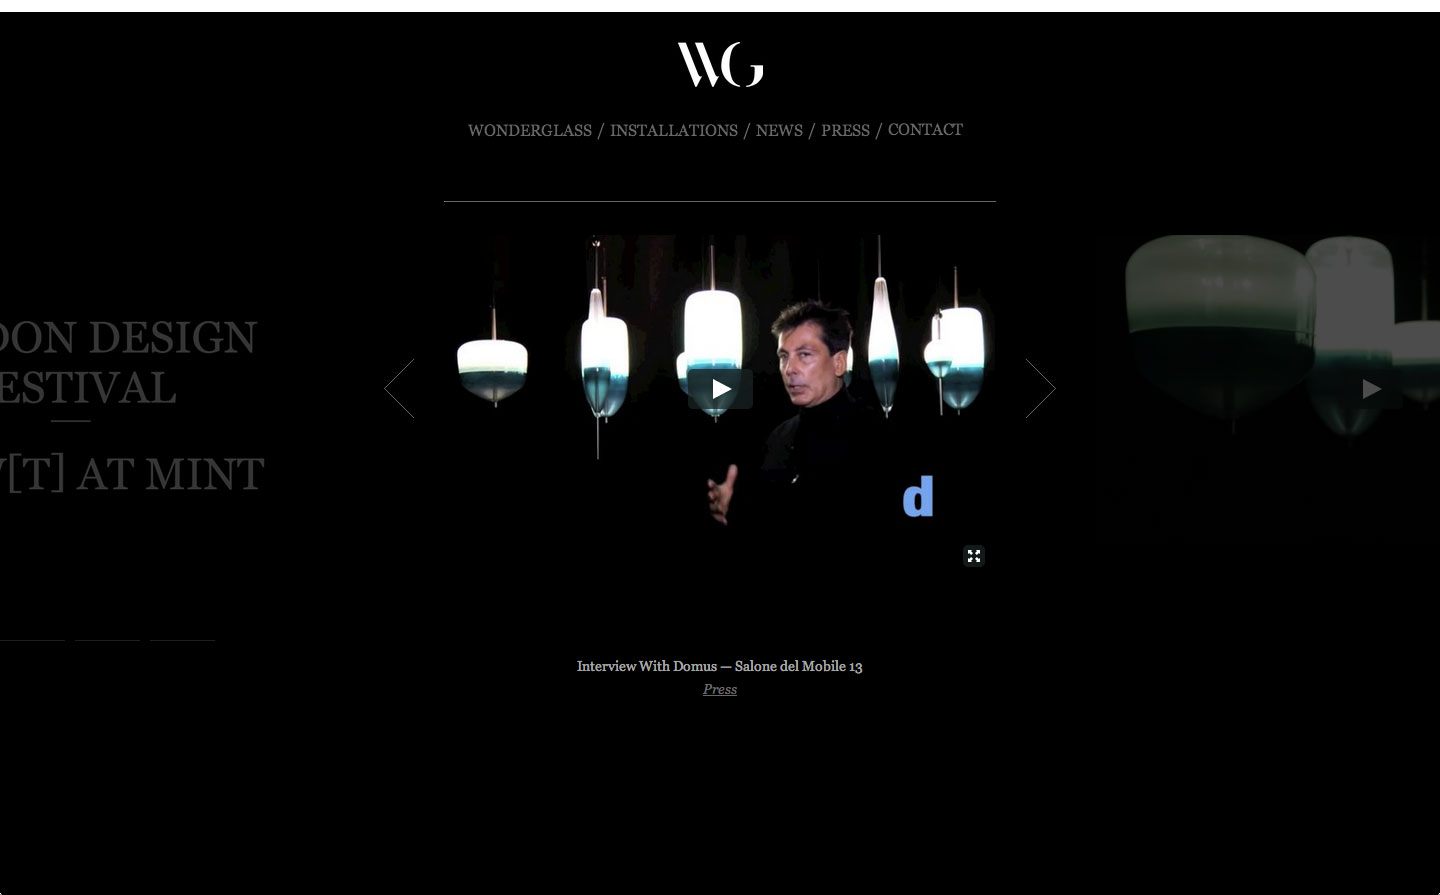 WG
WONDERGLASS / INSTALLATIONS / NEWS / PRESS / CONTACT
DON DESIGN
ESTIVAL
[T] AT MINT
d
Interview With Domus — Salone del Mobile 13
Press